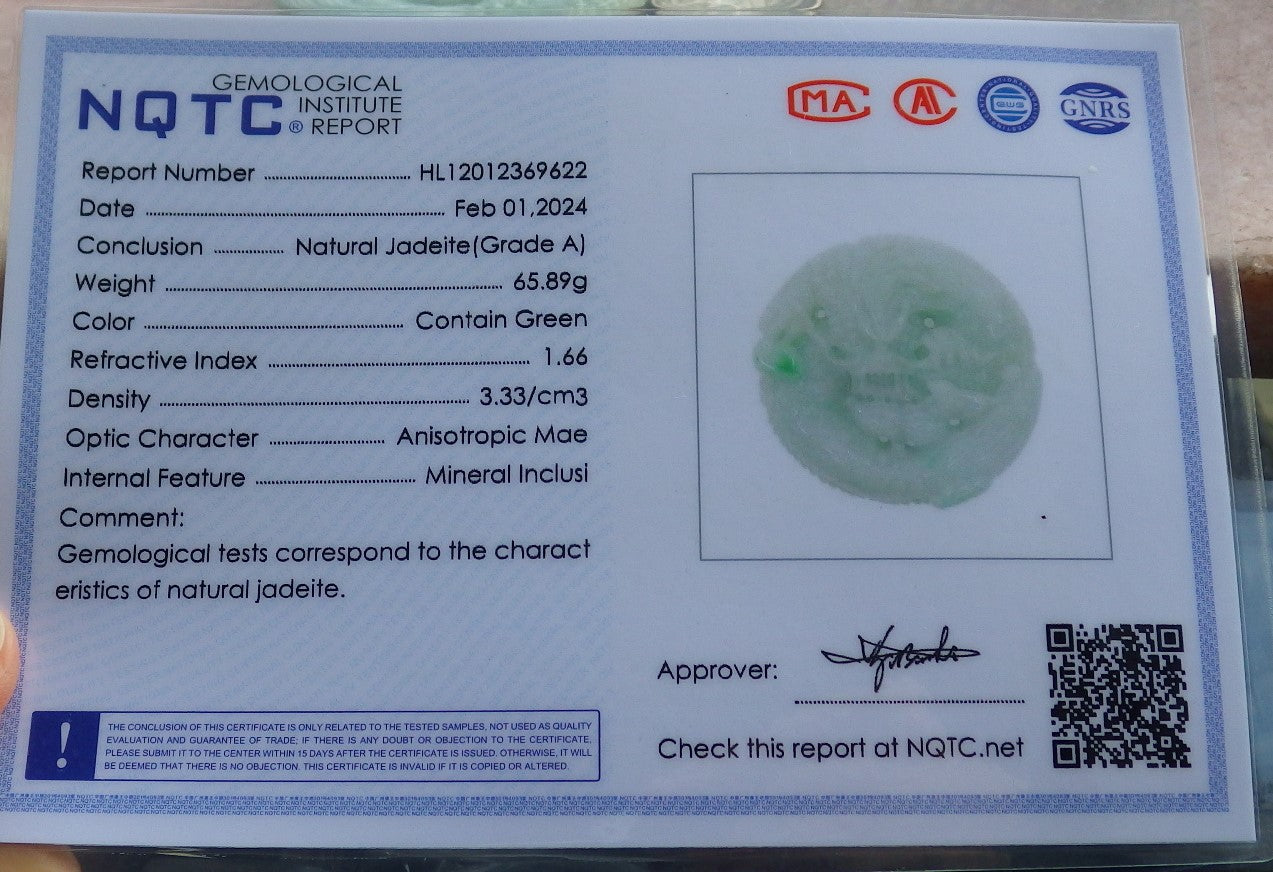 GEMOLOGICAL
NQTC® INSTITUTE
REPORT
MA
GNRS
Report Number HL12012369622
Date Feb 01,2024
Conclusion Natural Jadeite(Grade A)
Weight 65.89g
Color Contain Green
Refractive Index 1.66
Density 3.33/cm3
Optic Character Anisotropic Mae
Internal Feature Mineral Inclusi
Comment:
Gemological tests correspond to the charact
eristics of natural jadeite.
Approver:
Check this report at NQTC.net
! THE CONCLUSION OF THIS CERTIFICATE IS ONLY RELATED TO THE TESTED SAMPLES, NOT USED AS QUALITY
EVALUATION AND GUARANTEE OF TRADE; IF THERE IS ANY DOUBT OR OBJECTION TO THE CERTIFICATE,
PLEASE SUBMIT IT TO THE CENTER WITHIN 15 DAYS AFTER THE CERTIFICATE IS ISSUED. OTHERWISE, IT WILL
BE DEEMED THAT THERE IS NO OBJECTION. THIS CERTIFICATE IS INVALID IF IT IS COPIED OR ALTERED.